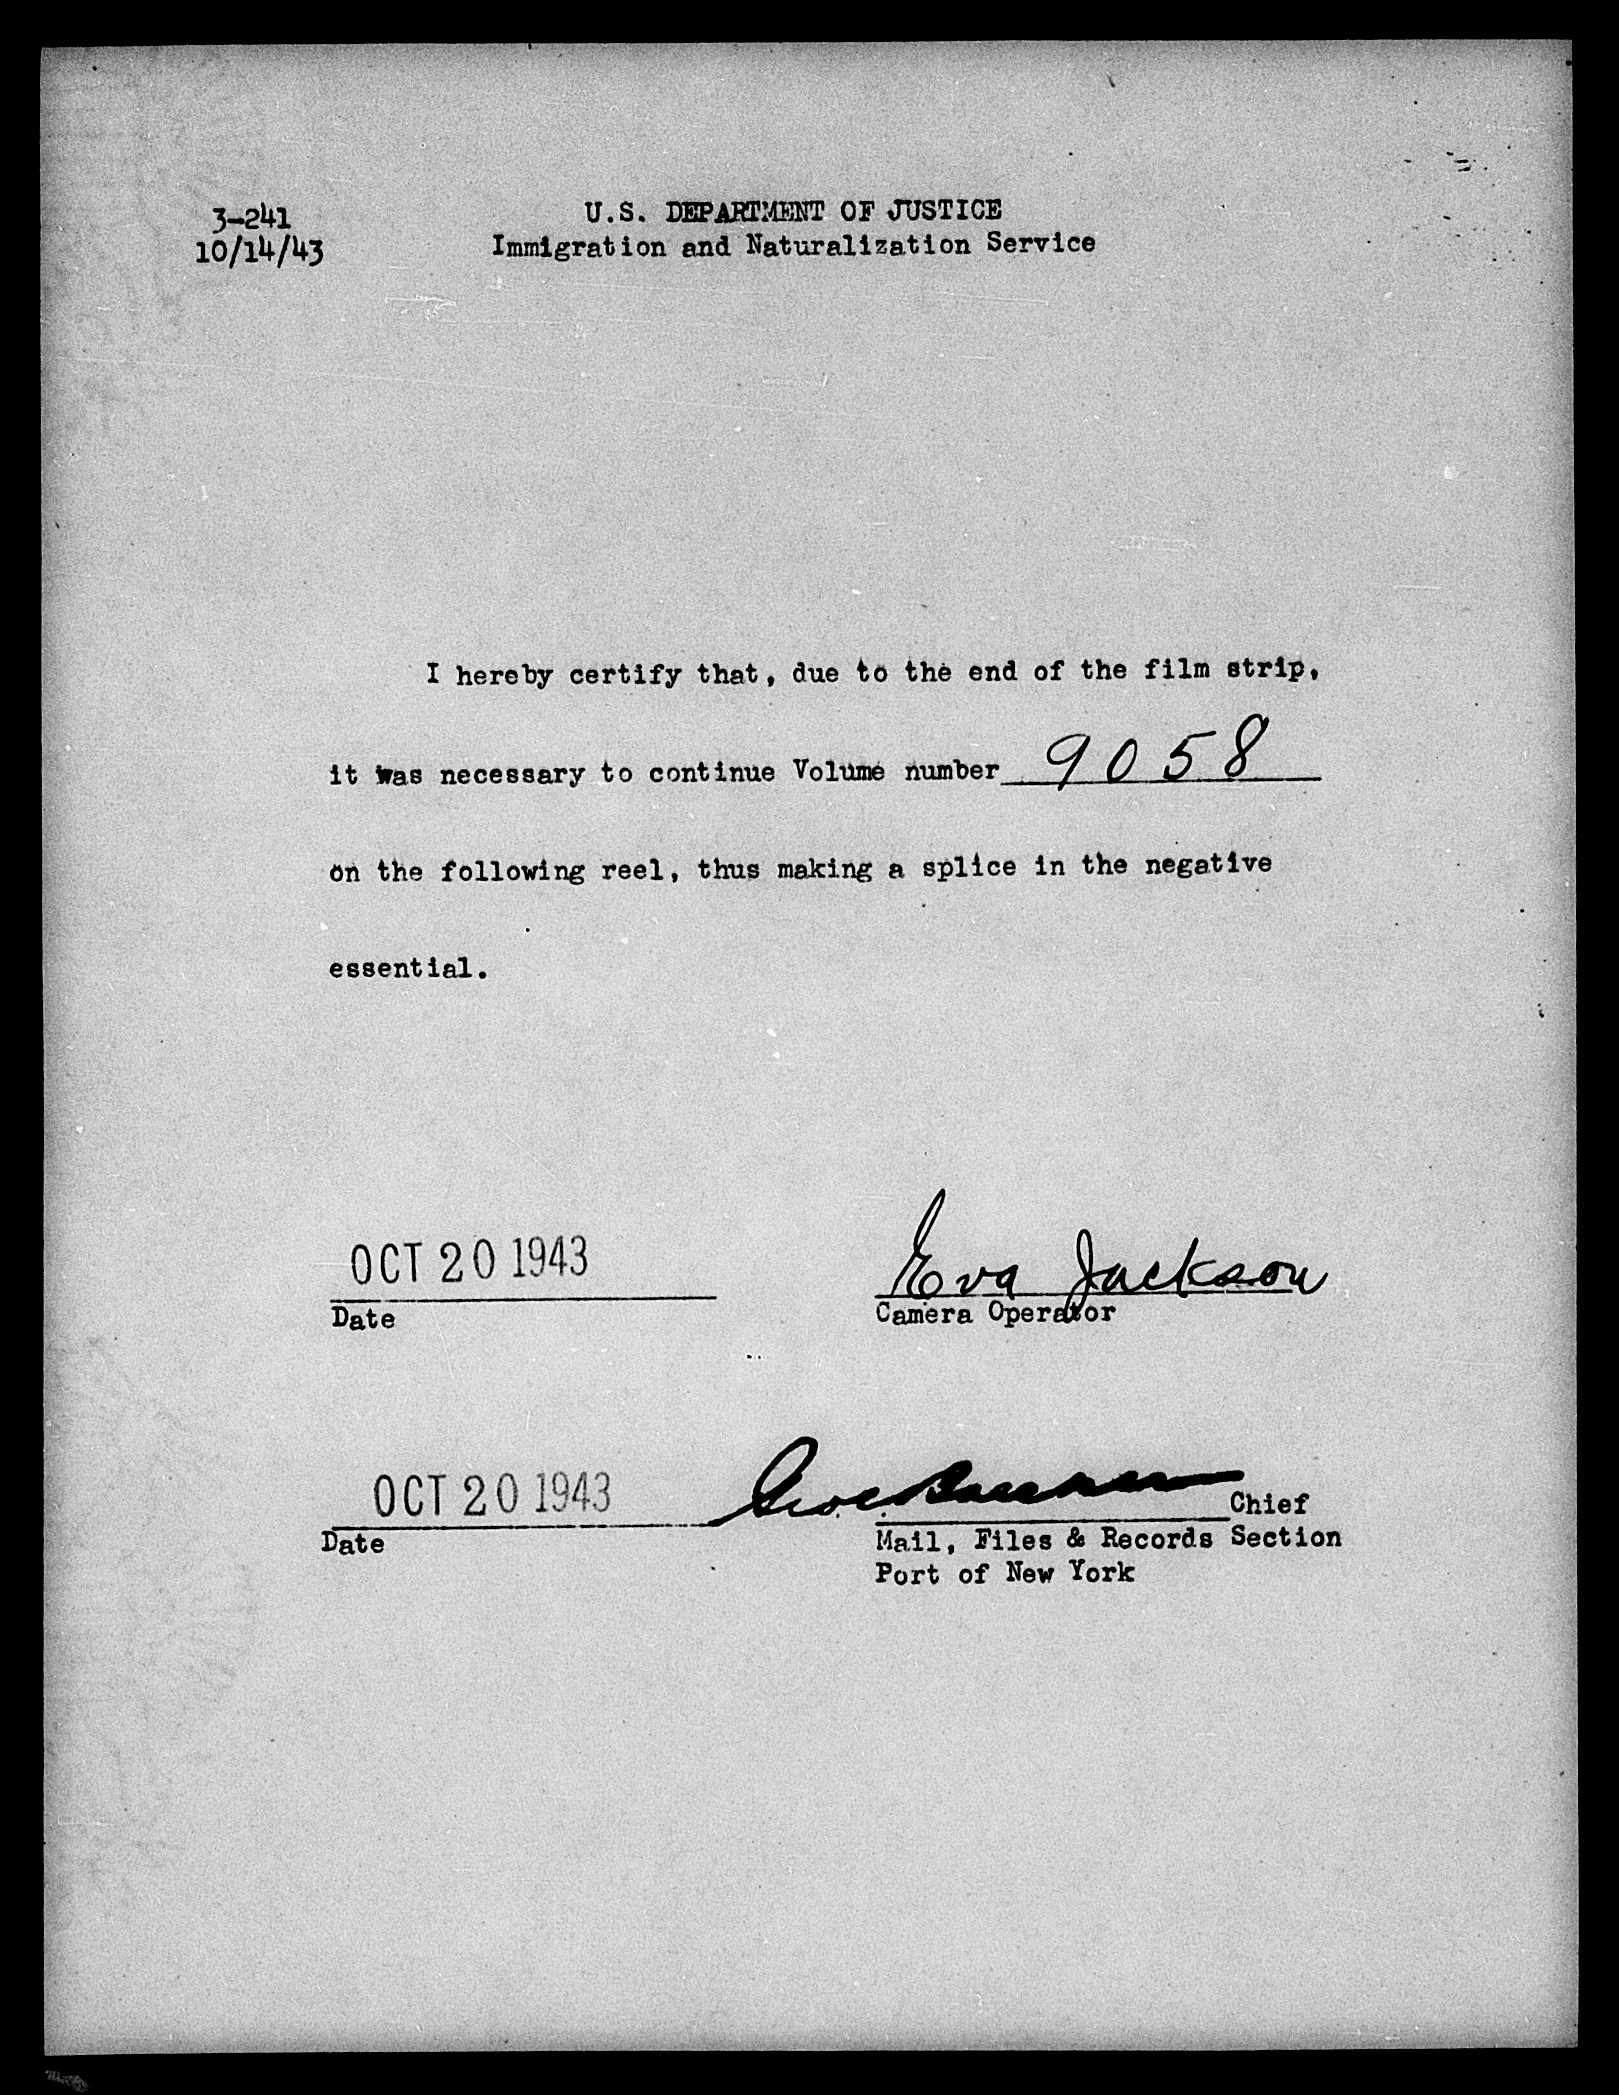 3-241
10/14/43
U.S. DEPARTMENT OF JUSTICE
Immigration and Naturalization Service
I hereby certify that, due to the end of the film strip,
it was necessary to continue Volume number 9058
on the following reel, thus making a splice in the negative
essential.
OCT 20 1943
Eva Jackson
Date
Camera Operator
OCT 20 1943
Chief
Date
Mail, Files & Records Section
Port of New York